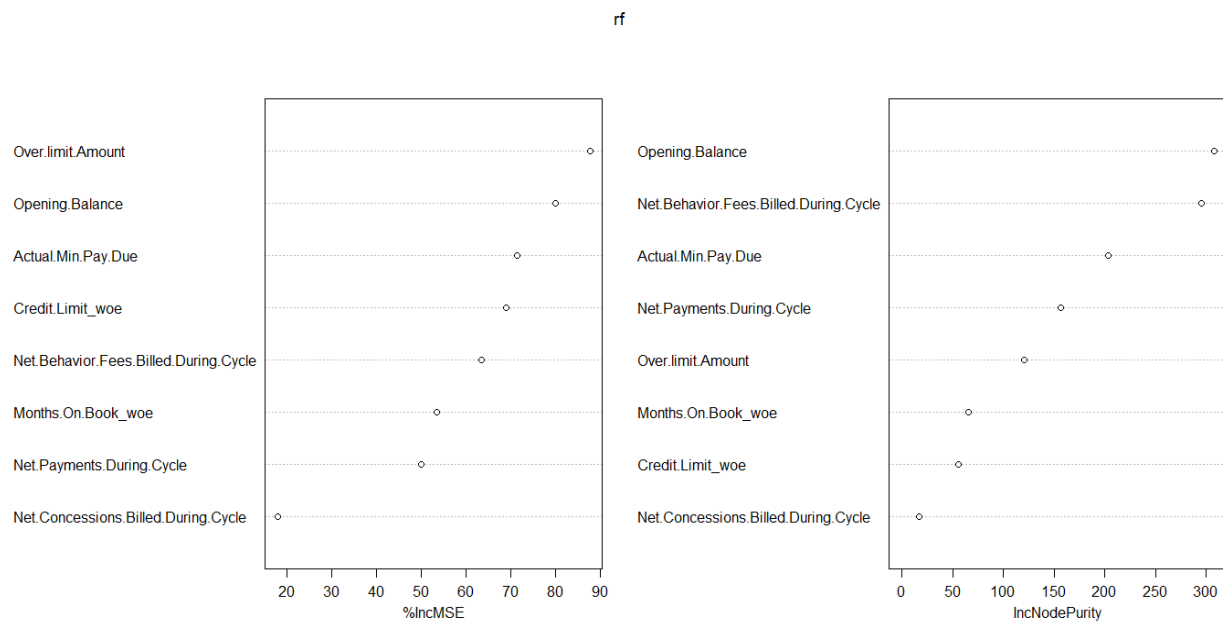 rf
Over.limit.Amount
Opening.Balance
Actual.Min.Pay.Due
Credit.Limit_woe
Net.Behavior.Fees.Billed.During.Cycle
Months.On.Book_woe
Net.Payments.During.Cycle
Net.Concessions.Billed.During.Cycle
20 30 40 50 60 70 80 90
%IncMSE
Opening.Balance
Net.Behavior.Fees.Billed.During.Cycle
Actual.Min.Pay.Due
Net.Payments.During.Cycle
Over.limit.Amount
Months.On.Book_woe
Credit.Limit_woe
Net.Concessions.Billed.During.Cycle
0 50 100 150 200 250 300
IncNodePurity